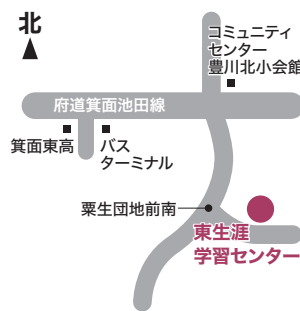 北
コミュニティ
センター
豊川北小会館
府道箕面池田線
箕面東高
バス
ターミナル
粟生団地前南
東生涯
学習センター